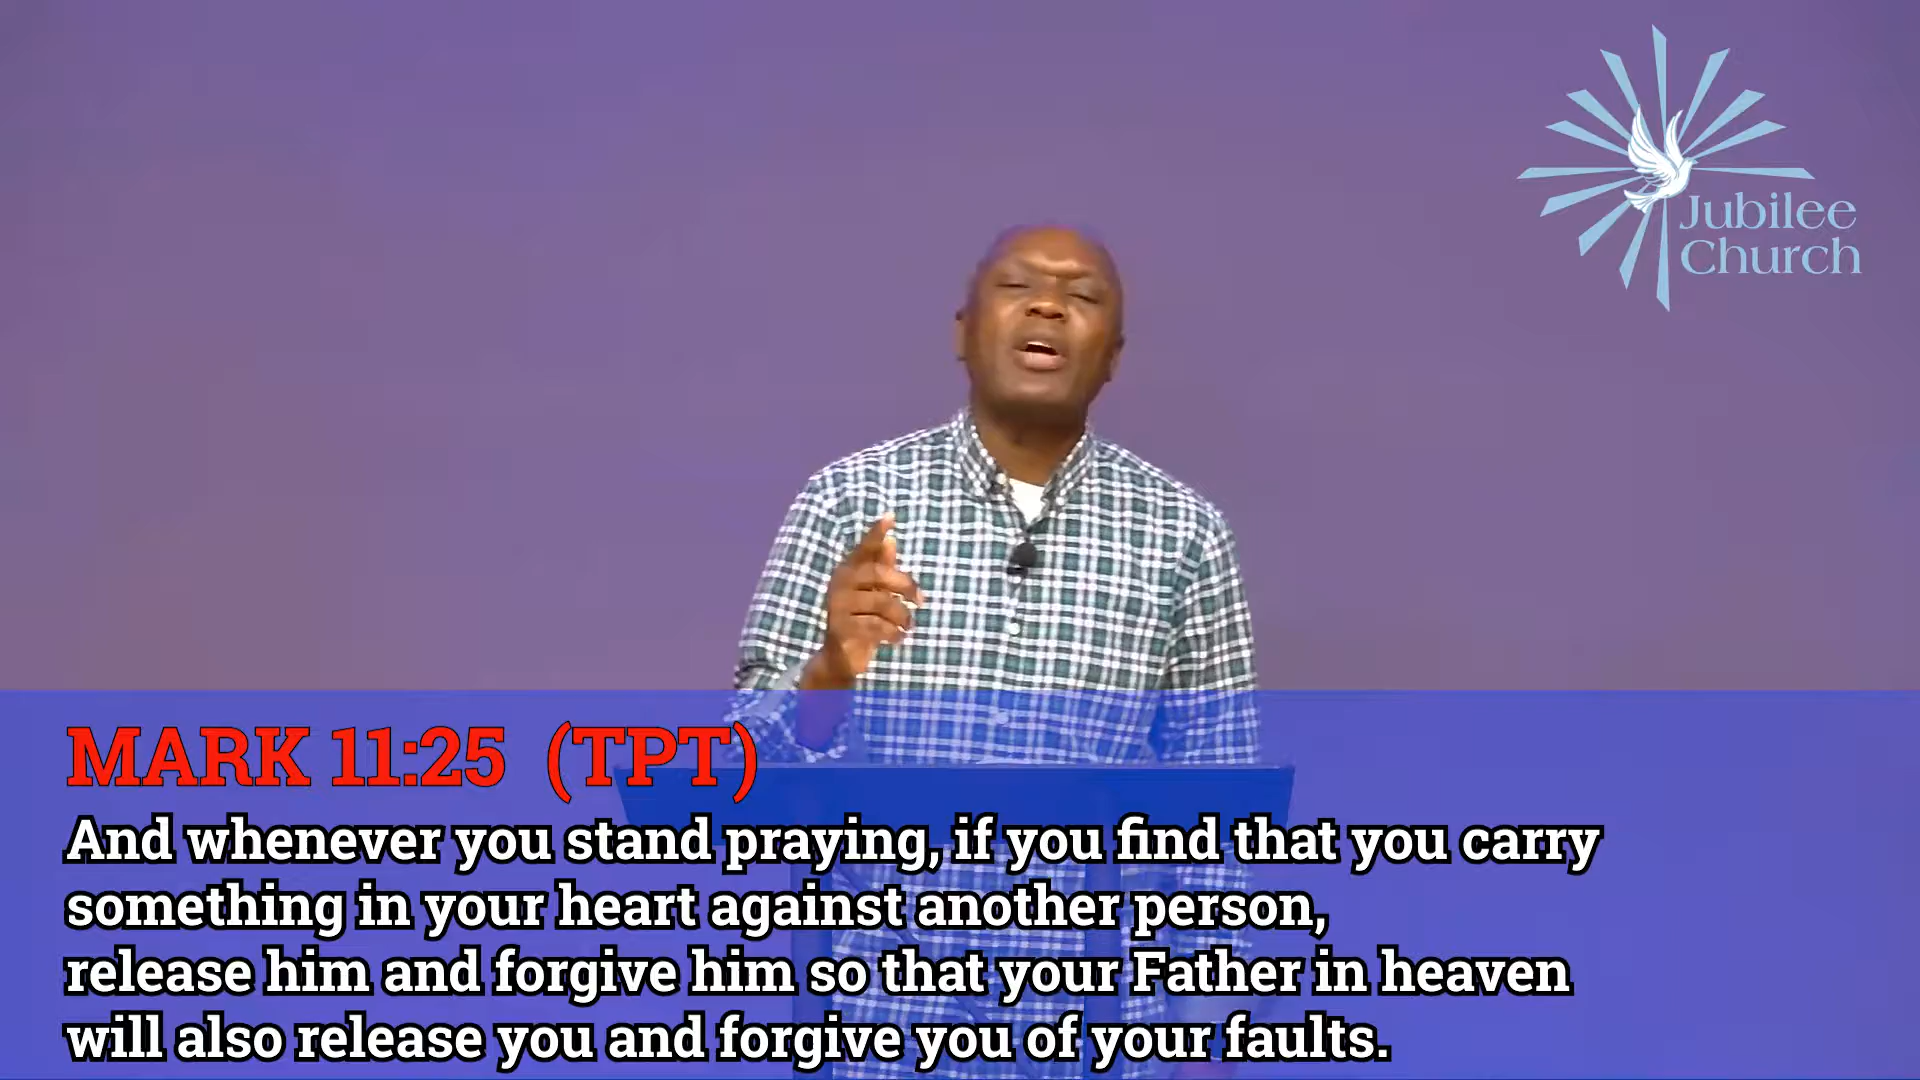 Jubilee
Church
MARK 11:25 (TPT)
And whenever you stand praying, if you find that you carry
something in your heart against another person,
release him and forgive him so that your Father in heaven
will also release you and forgive you of your faults.